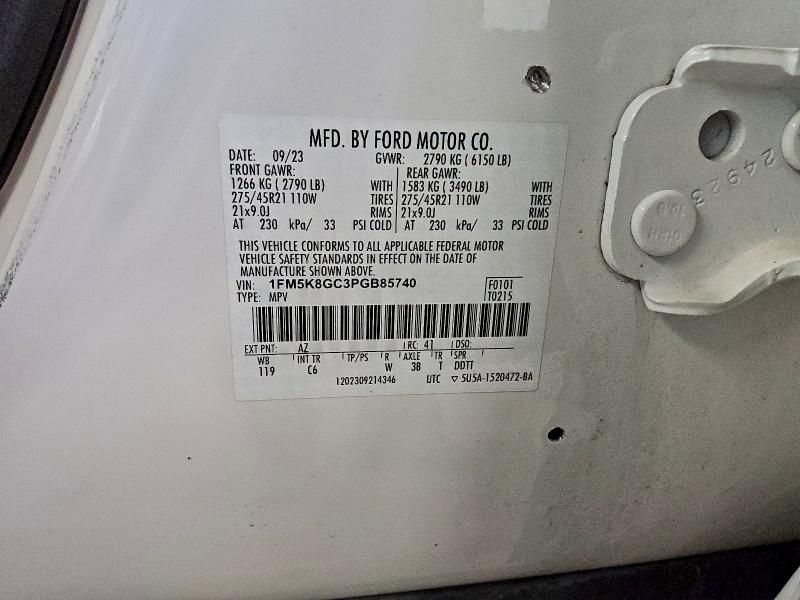 MFD. BY FORD MOTOR CO.
DATE: 09/23 GVWR: 2790 KG ( 6150 LB)
FRONT GAWR: REAR GAWR:
1266 KG ( 2790 LB) WITH 1583 KG ( 3490 LB) WITH
275/45R21 110W TIRES 275/45R21 110W TIRES
21x9.0J RIMS 21x9.0J RIMS
AT 230 kPa/ 33 PSI COLD AT 230 kPa/ 33 PSI COLD
THIS VEHICLE CONFORMS TO ALL APPLICABLE FEDERAL MOTOR
VEHICLE SAFETY STANDARDS IN EFFECT ON THE DATE OF
MANUFACTURE SHOWN ABOVE.
VIN: 1FM5K8GC3PGB85740 F0101
TYPE: MPV T0215
EXT PNT: AZ RC: 41 DSO:
WB INT TR TP/PS R AXLE TR SPR
119 C6 W 3B T DDTT
1202309214346 UTC ▽ 5U5A-1520472-BA
24923
10.9